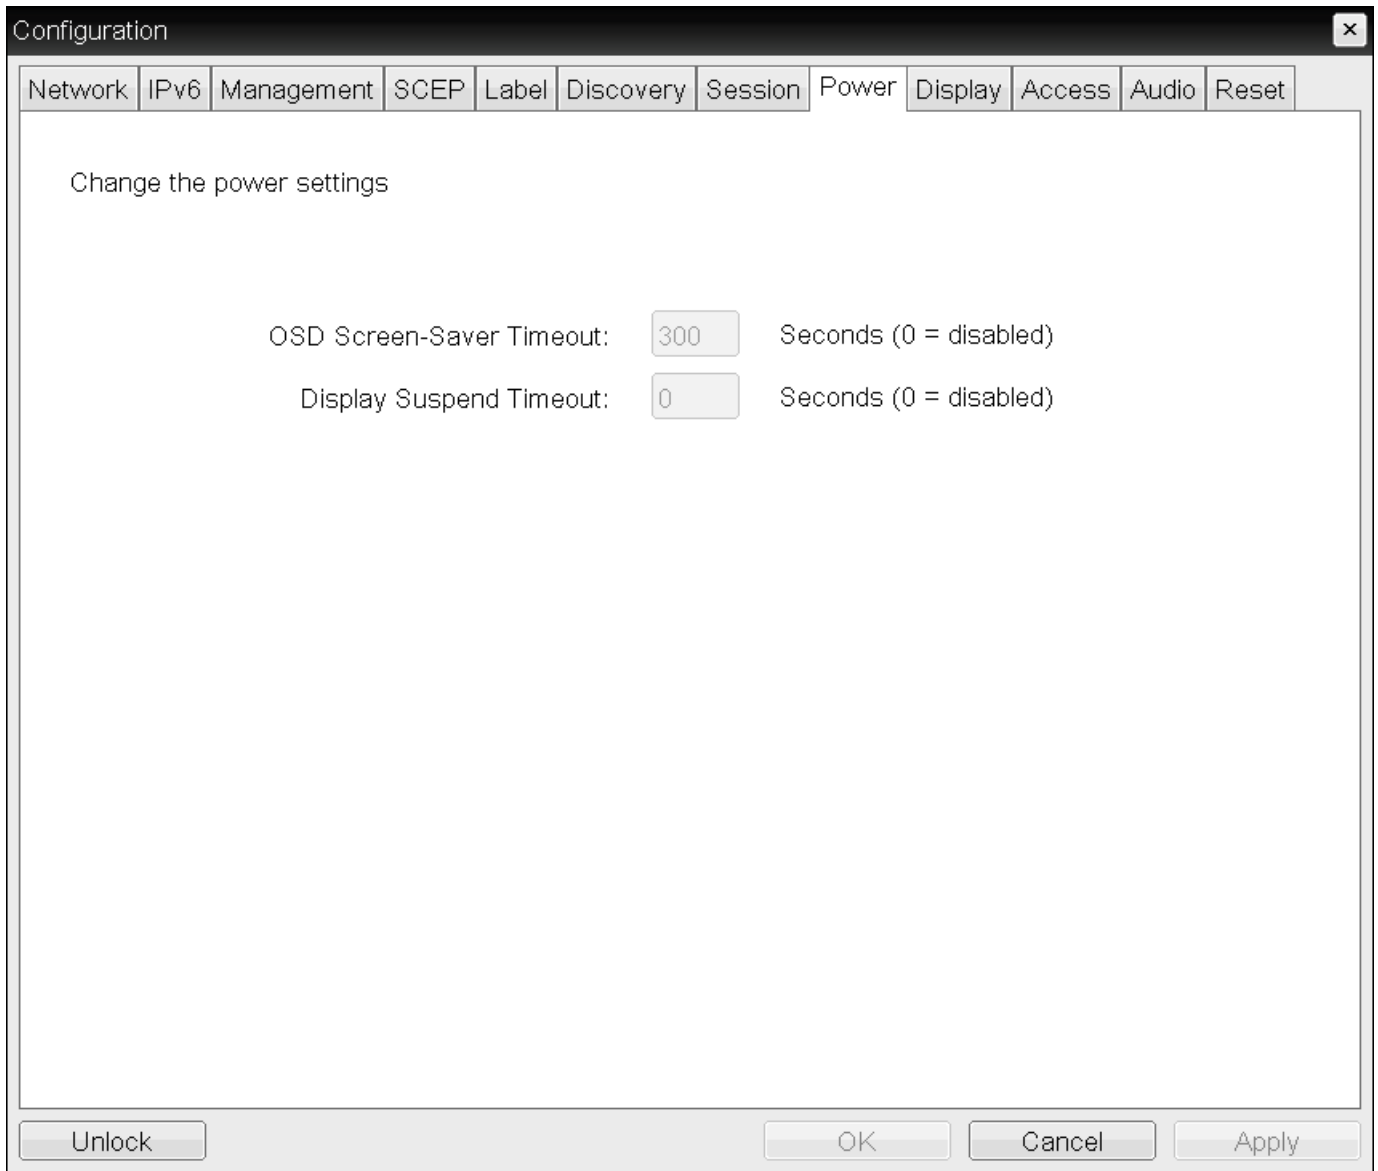 Configuration
Network IPv6 Management SCEP Label Discovery Session Power Display Access Audio Reset
Change the power settings
OSD Screen-Saver Timeout: 300 Seconds (0 = disabled)
Display Suspend Timeout: 0 Seconds (0 = disabled)
Unlock OK Cancel Apply